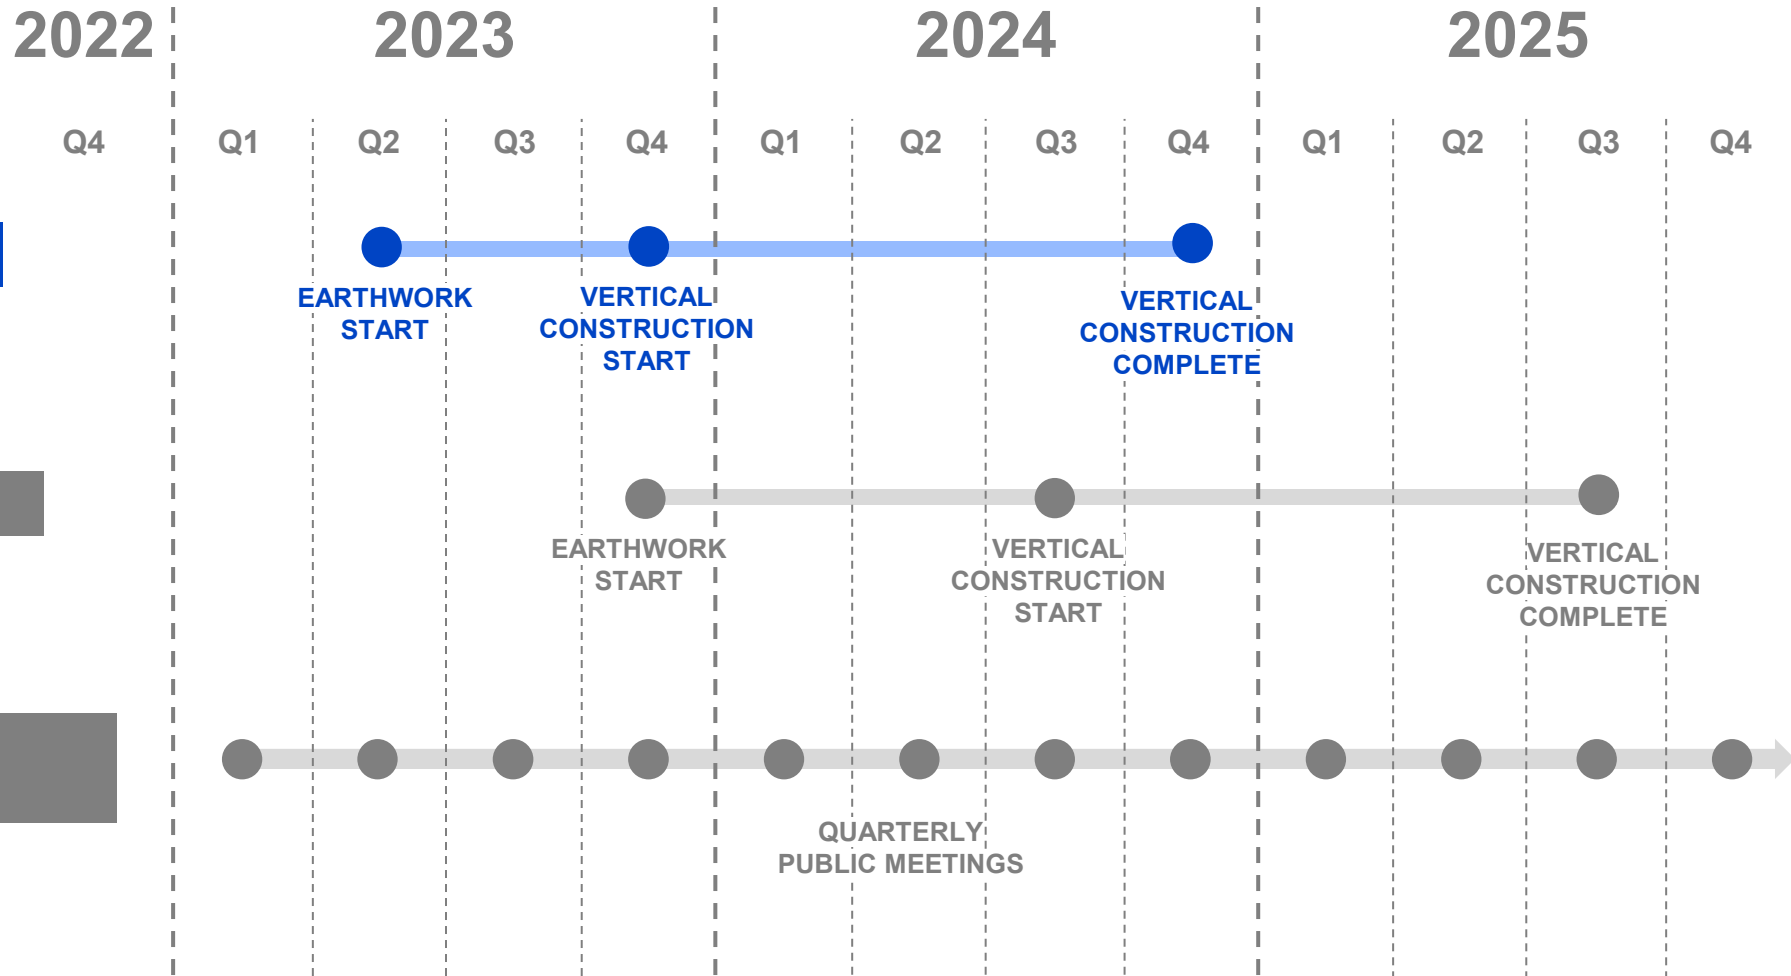 2022
2023
2024
2025
Q4
Q1
Q2
Q3
Q4
Q1
Q2
Q3
Q4
Q1
Q2
Q3
Q4
EARTHWORK
START
VERTICAL
CONSTRUCTION
START
VERTICAL
CONSTRUCTION
COMPLETE
EARTHWORK
START
VERTICAL
CONSTRUCTION
START
VERTICAL
CONSTRUCTION
COMPLETE
QUARTERLY
PUBLIC MEETINGS